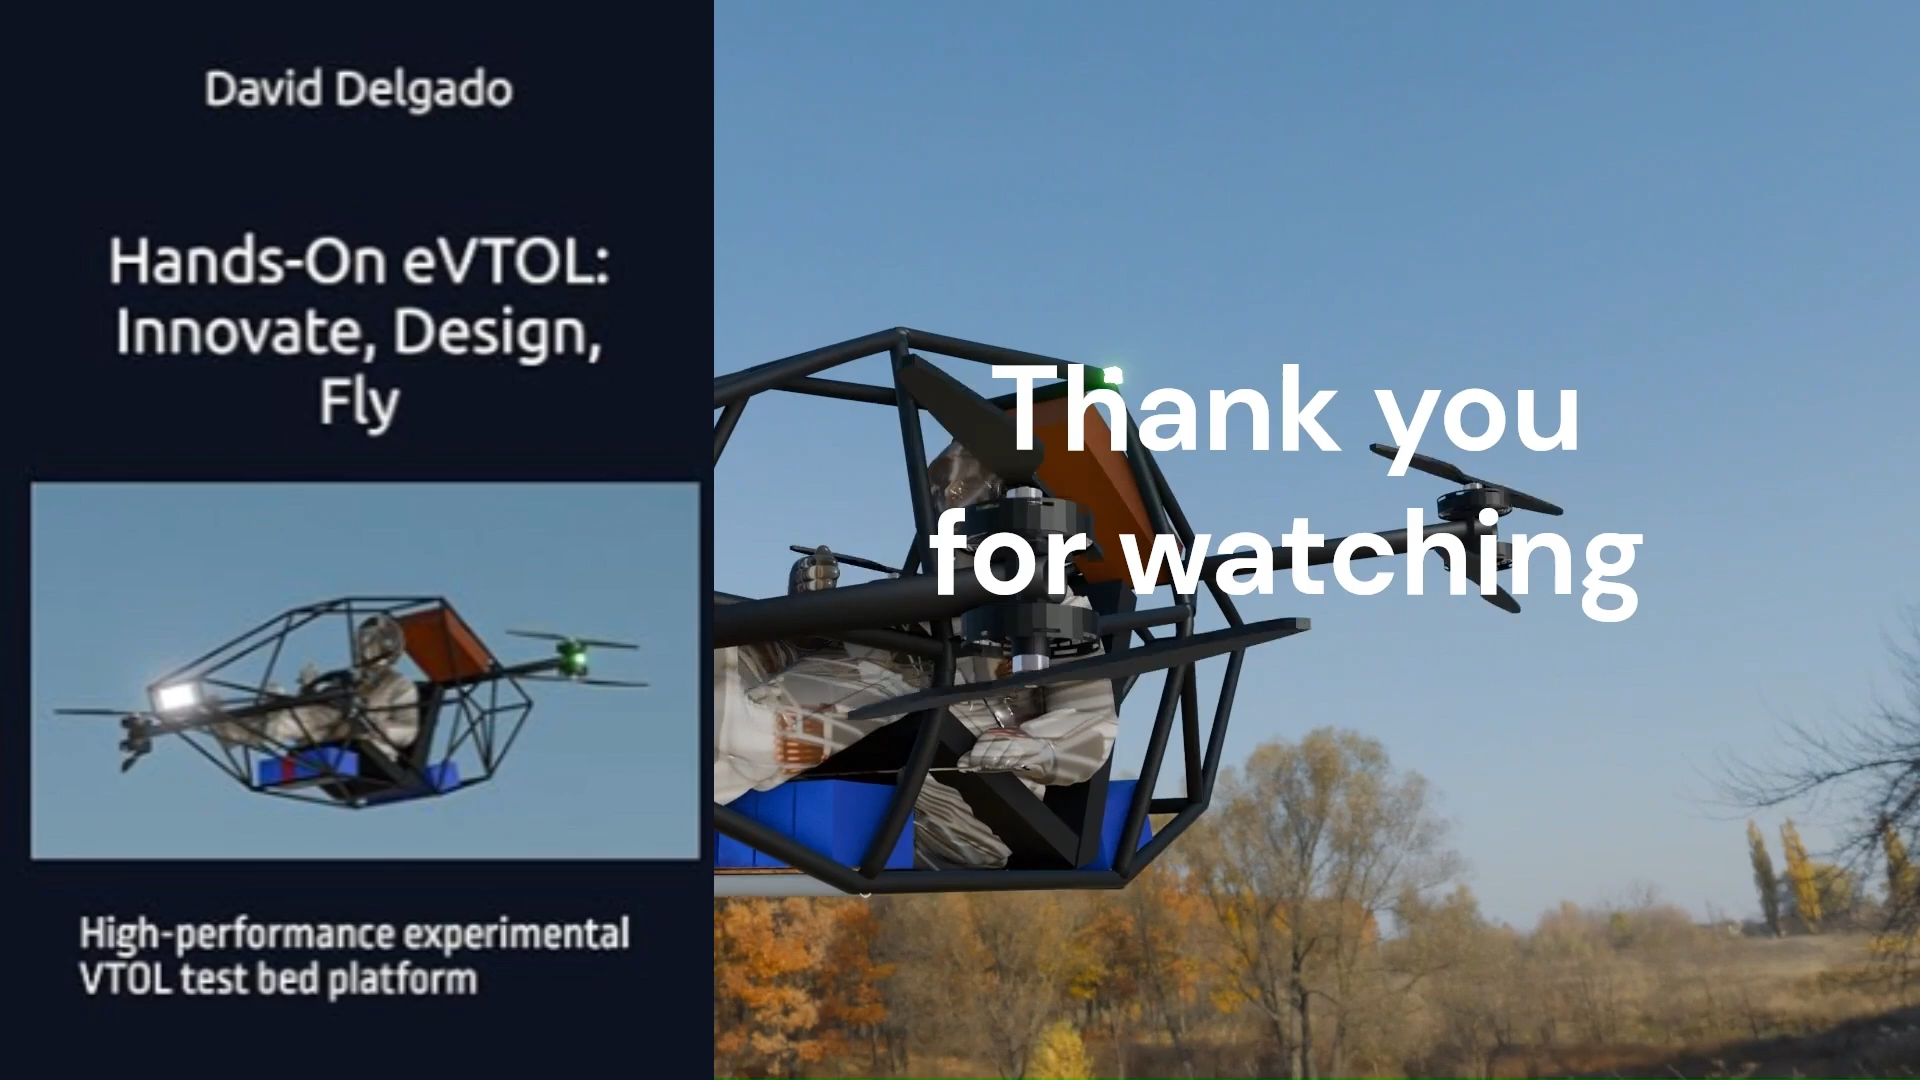 David Delgado
Hands-On eVTOL:
Innovate, Design,
Fly
High-performance experimental
VTOL test bed platform
Thank you
for watching